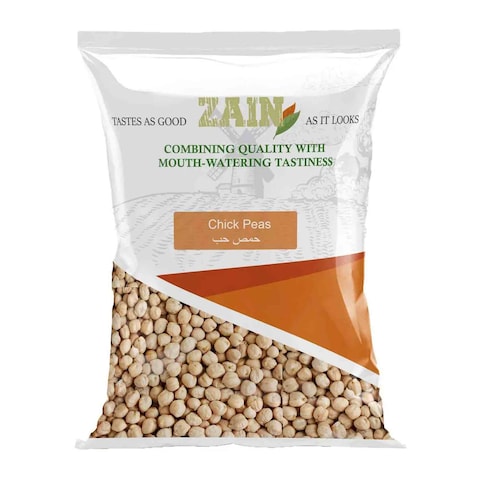 ZAIN
TASTES AS GOOD AS IT LOOKS
COMBINING QUALITY WITH
MOUTH-WATERING TASTINESS
Chick Peas
حمص حب